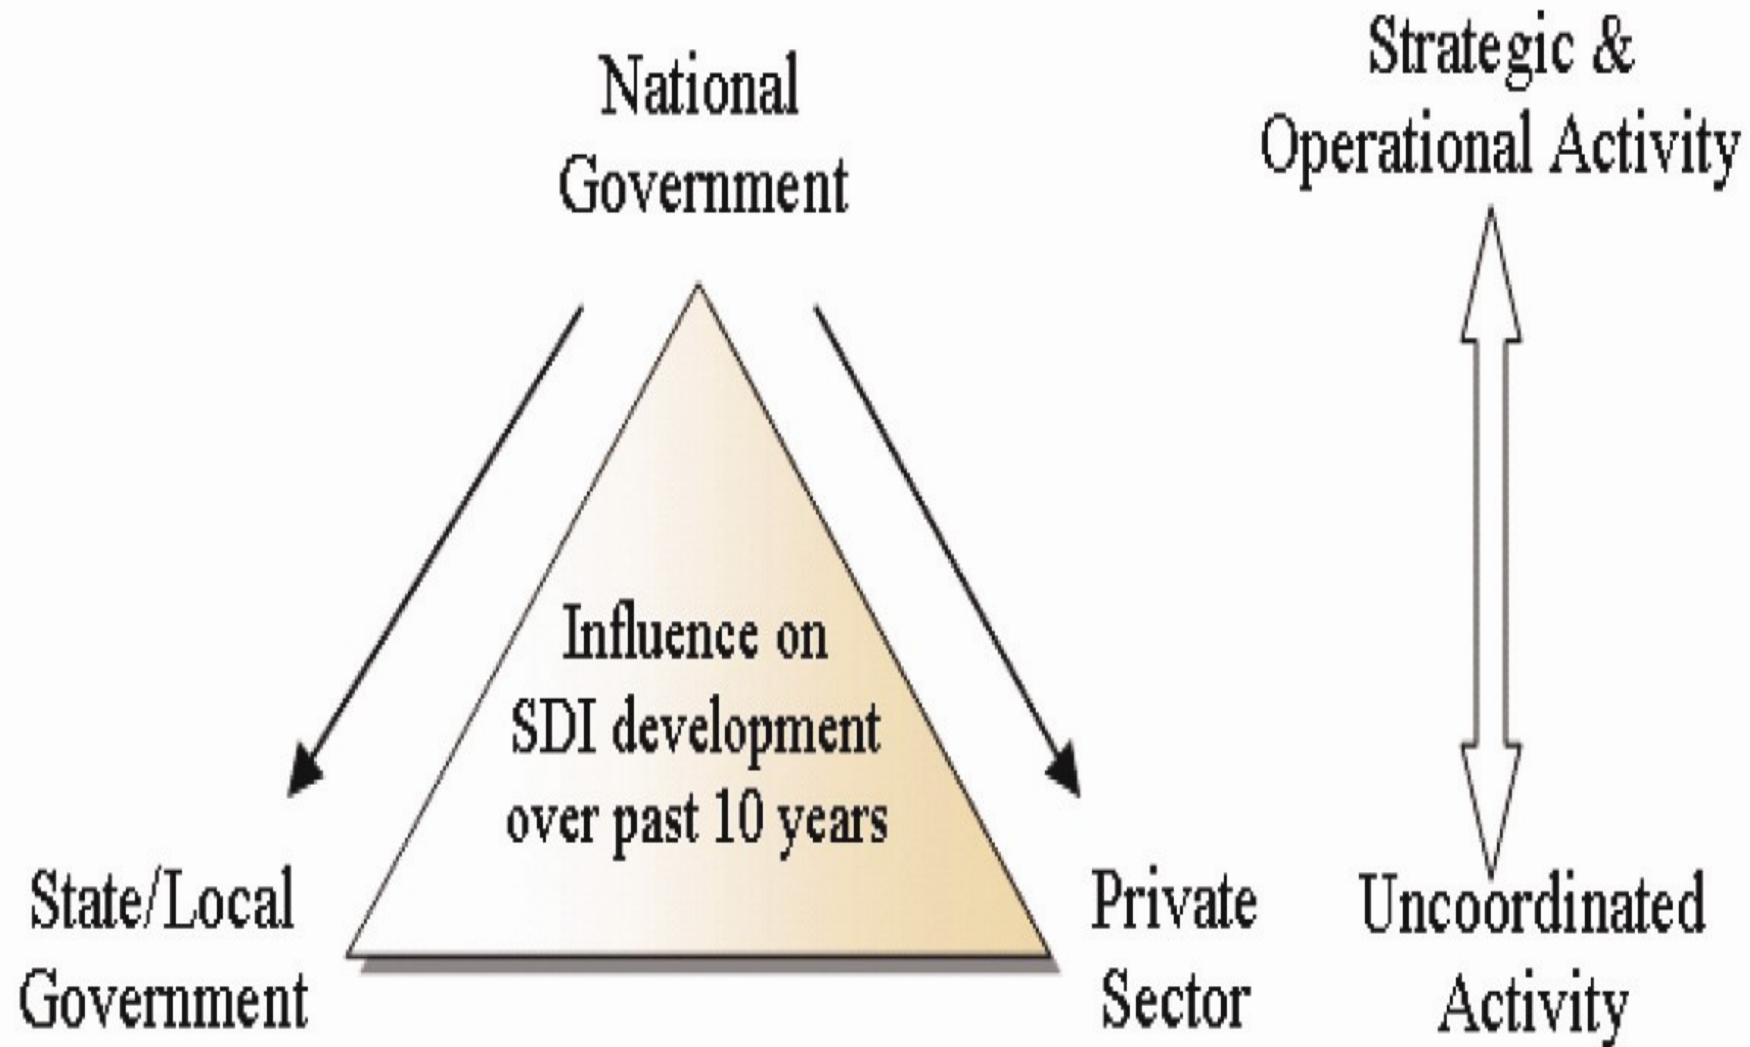 National
Government
Strategic &
Operational Activity
Influence on
SDI development
over past 10 years
State/Local
Government
Private
Sector
Uncoordinated
Activity